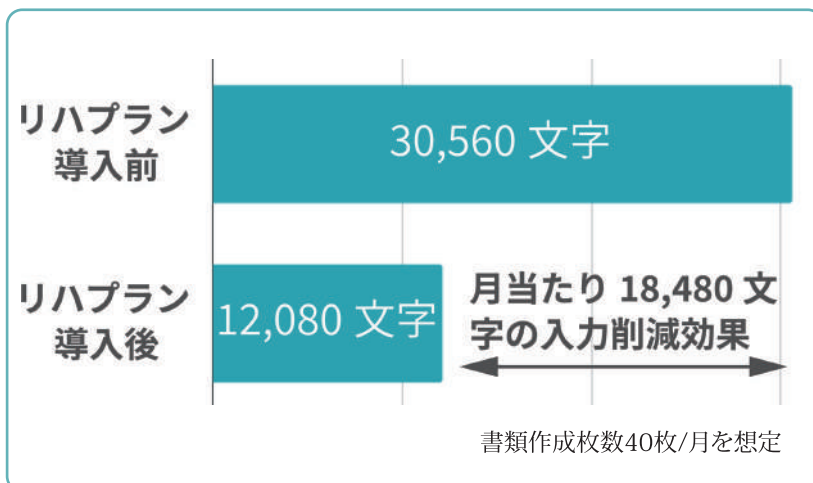 リハプラン
導入前
30,560 文字
リハプラン
導入後
12,080 文字
月当たり 18,480 文
字の入力削減効果
書類作成枚数40枚/月を想定